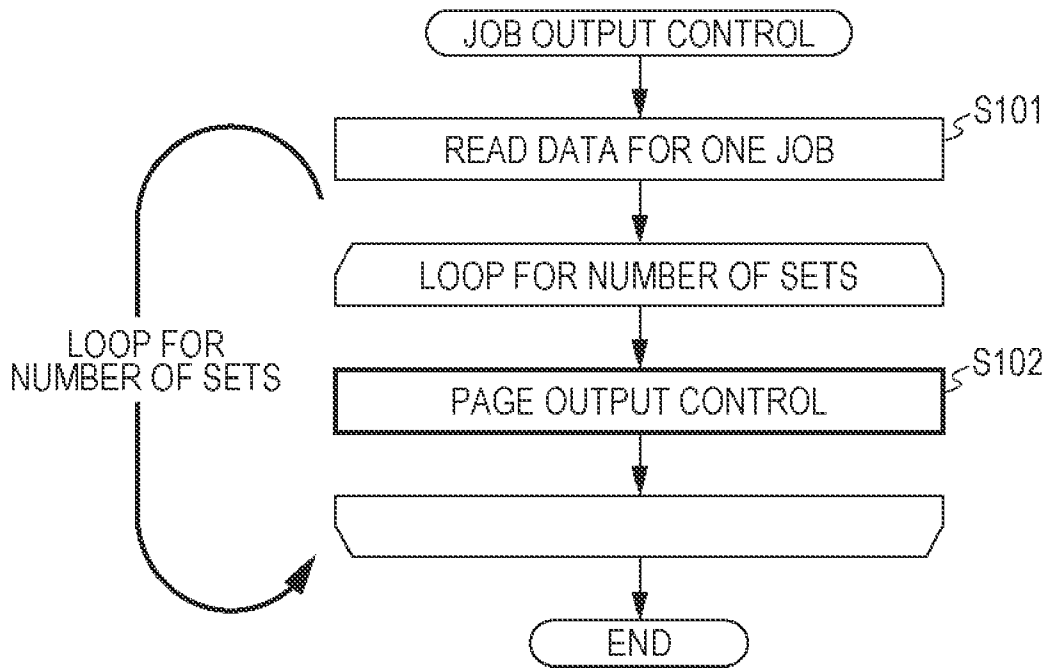 JOB OUTPUT CONTROL
S101
READ DATA FOR ONE JOB
LOOP FOR NUMBER OF SETS
LOOP FOR
NUMBER OF SETS
S102
PAGE OUTPUT CONTROL
END